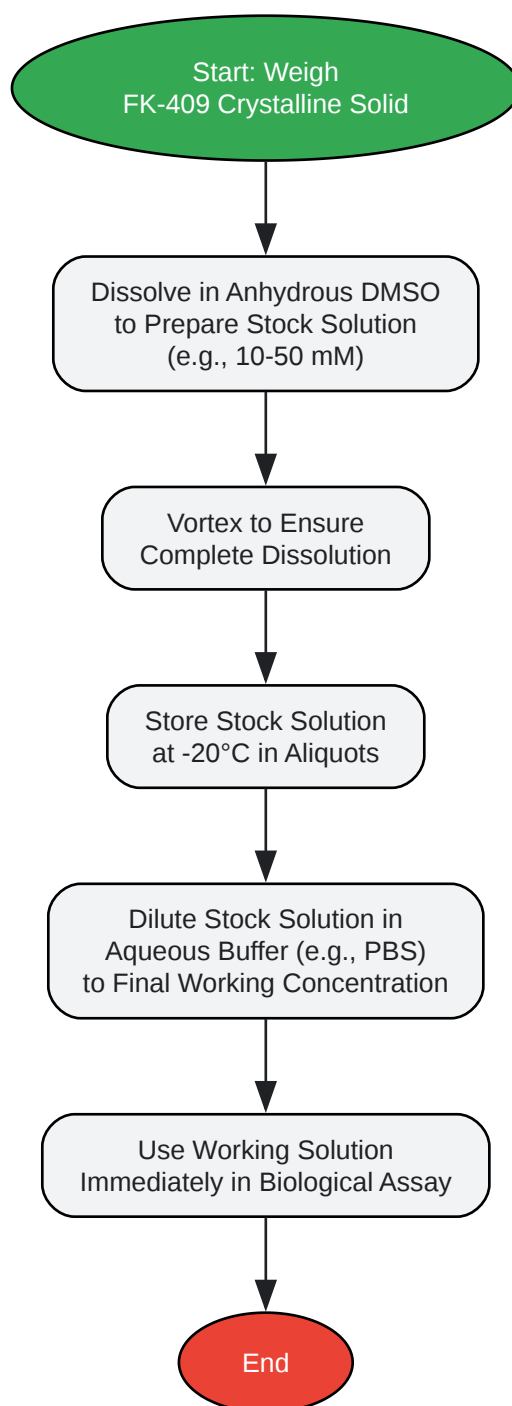 Start: Weigh
FK-409 Crystalline Solid
Dissolve in Anhydrous DMSO
to Prepare Stock Solution
(e.g., 10-50 mM)
Vortex to Ensure
Complete Dissolution
Store Stock Solution
at -20°C in Aliquots
Dilute Stock Solution in
Aqueous Buffer (e.g., PBS)
to Final Working Concentration
Use Working Solution
Immediately in Biological Assay
End